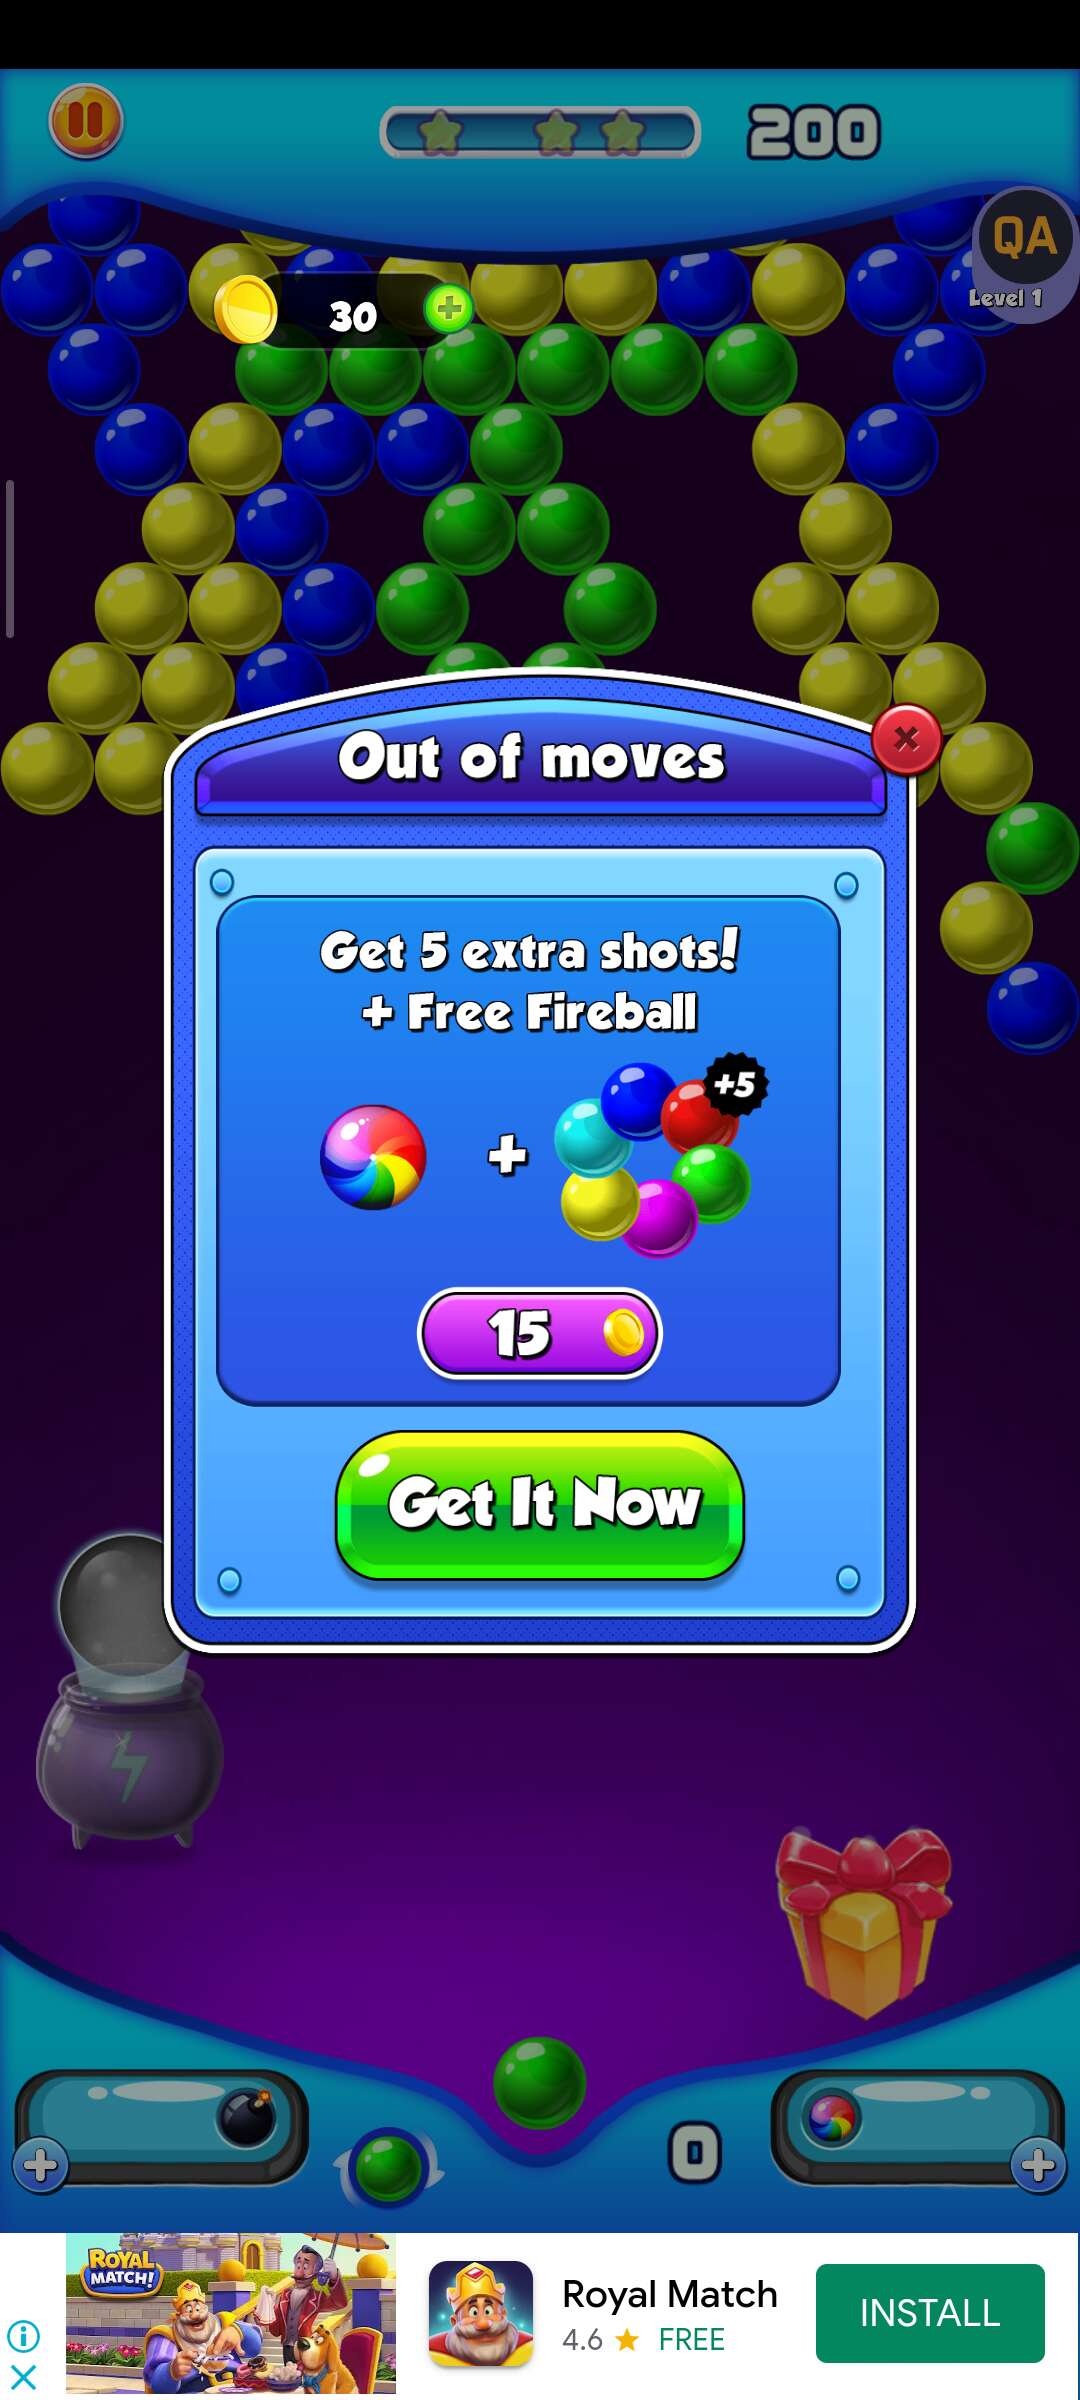 200
QA
Level 1
30
Out of moves
Get 5 extra shots!
+ Free Fireball
+5
+
15
Get It Now
0
ROYAL
MATCH!
Royal Match
4.6 ★ FREE
INSTALL